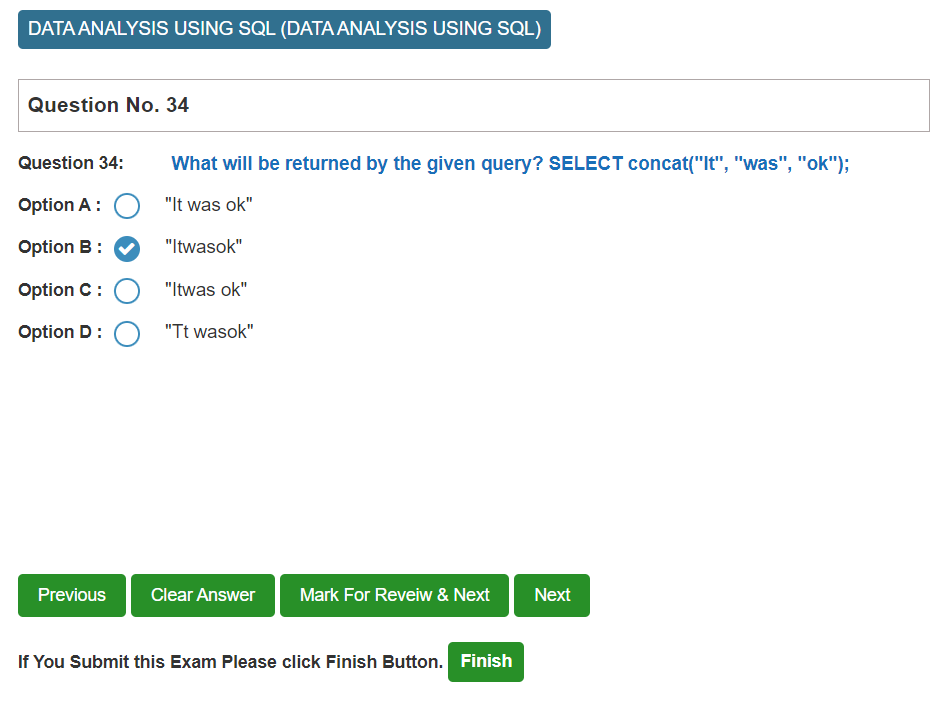 DATA ANALYSIS USING SQL (DATA ANALYSIS USING SQL)
Question No. 34
Question 34: What will be returned by the given query? SELECT concat("It", "was", "ok");
Option A : "It was ok"
Option B : "Itwasok"
Option C : "Itwas ok"
Option D : "Tt wasok"
Previous Clear Answer Mark For Reveiw & Next Next
If You Submit this Exam Please click Finish Button. Finish